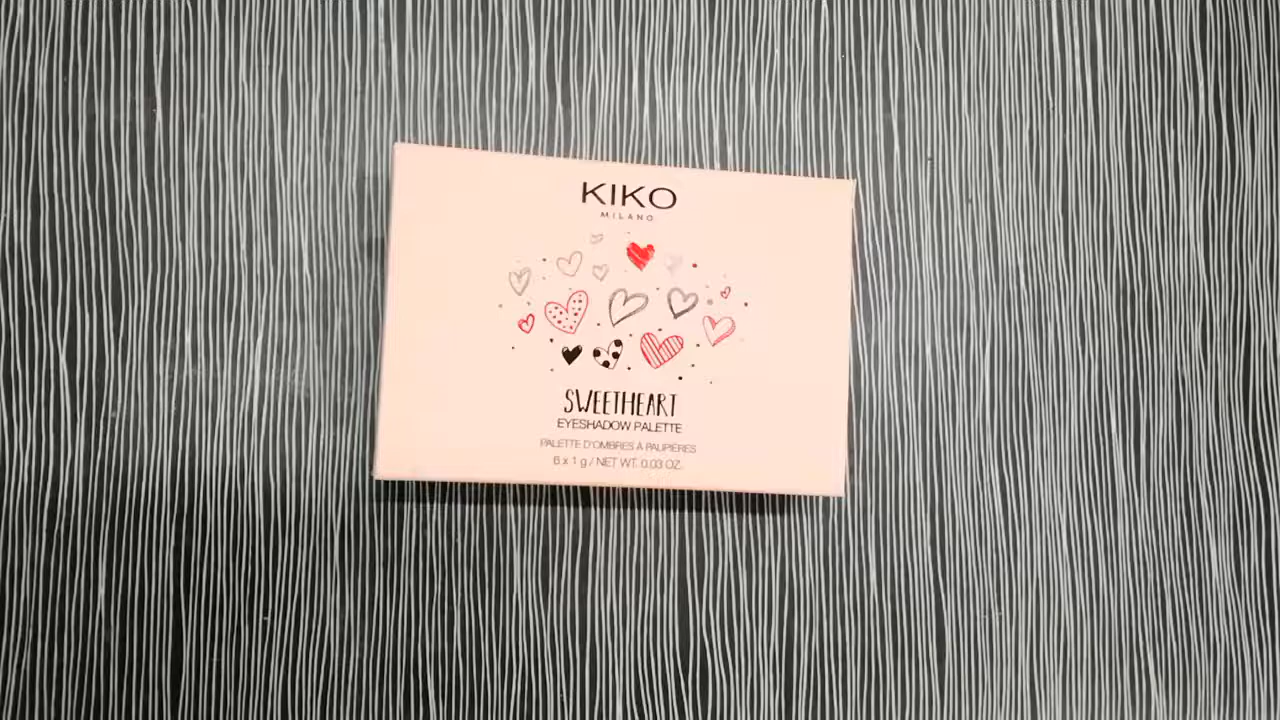 KIKO
MILANO
SWEETHEART
EYESHADOW PALETTE
PALETTE D'OMBRES À PAUPIÈRES
6 x 1 g / NET WT. 0.03 OZ.